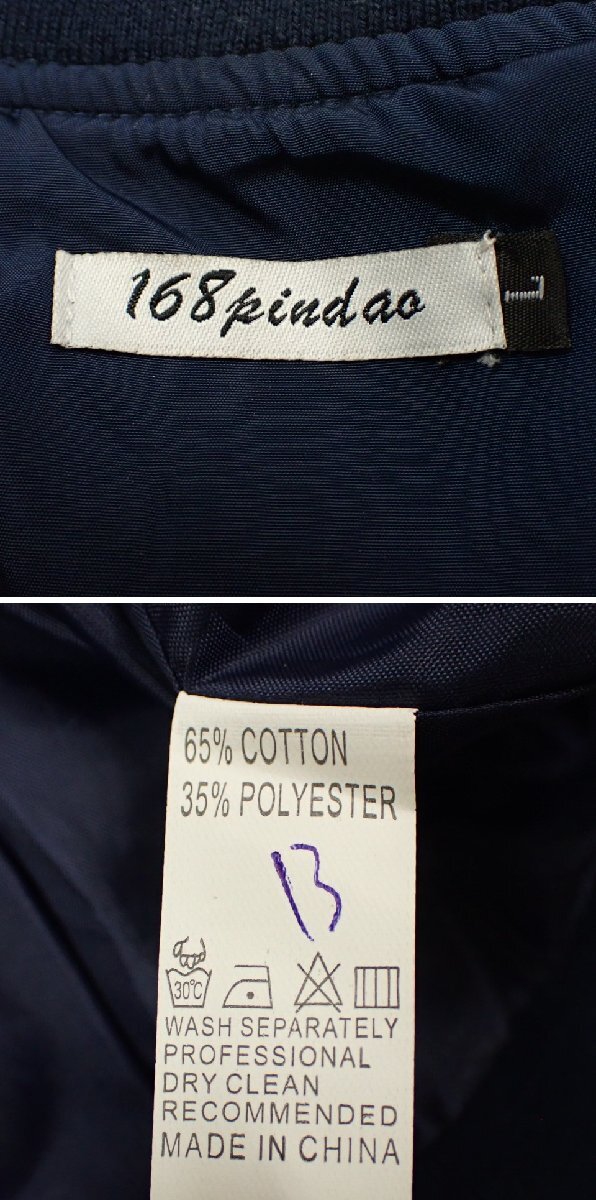 168pindao
L
65% COTTON
35% POLYESTER
13
30°C
WASH SEPARATELY
PROFESSIONAL
DRY CLEAN
RECOMMENDED
MADE IN CHINA